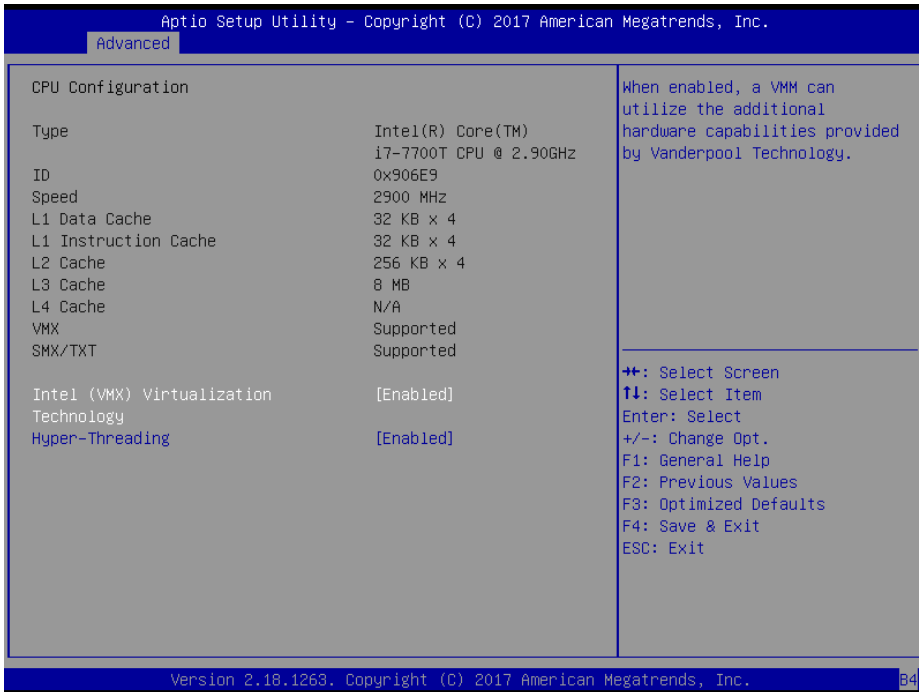 Aptio Setup Utility – Copyright (C) 2017 American Megatrends, Inc.
Advanced
CPU Configuration
Type Intel(R) Core(TM)
i7-7700T CPU @ 2.90GHz
ID 0x906E9
Speed 2900 MHz
L1 Data Cache 32 KB x 4
L1 Instruction Cache 32 KB x 4
L2 Cache 256 KB x 4
L3 Cache 8 MB
L4 Cache N/A
VMX Supported
SMX/TXT Supported
Intel (VMX) Virtualization [Enabled]
Technology
Hyper-Threading [Enabled]
When enabled, a VMM can
utilize the additional
hardware capabilities provided
by Vanderpool Technology.
→←: Select Screen
↑↓: Select Item
Enter: Select
+/-: Change Opt.
F1: General Help
F2: Previous Values
F3: Optimized Defaults
F4: Save & Exit
ESC: Exit
Version 2.18.1263. Copyright (C) 2017 American Megatrends, Inc.
B4